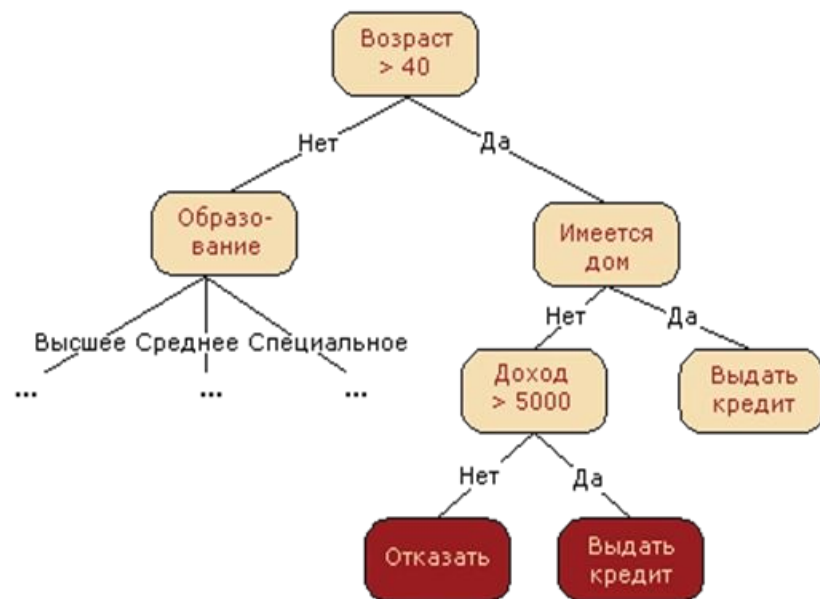 Возраст
> 40
Нет
Да
Образо-
вание
Имеется
дом
Высшее Среднее Специальное
... ... ...
Нет
Да
Доход
> 5000
Выдать
кредит
Нет
Да
Отказать
Выдать
кредит